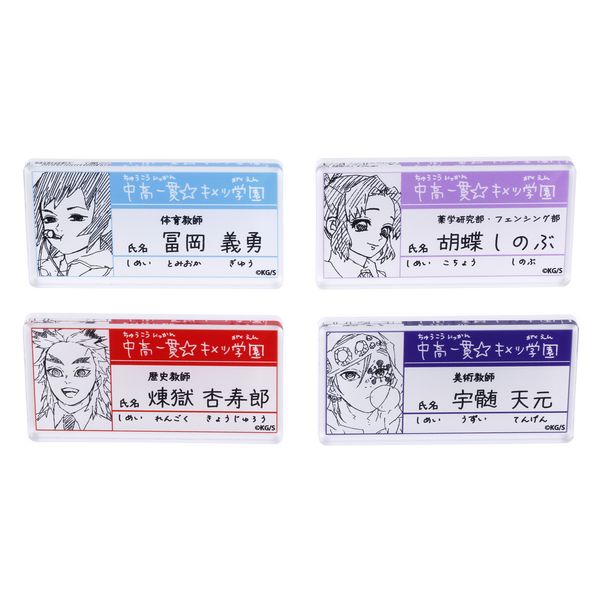 ちゅうこういっかん がくえん
中高一貫☆キメツ学園
体育教師
氏名 冨岡 義勇
しめい とみおか ぎゆう
©KG/S
ちゅうこういっかん がくえん
中高一貫☆キメツ学園
薬学研究部・フェンシング部
氏名 胡蝶 しのぶ
しめい こちょう しのぶ
©KG/S
ちゅうこういっかん がくえん
中高一貫☆キメツ学園
歴史教師
氏名 煉獄 杏寿郎
しめい れんごく きょうじゅろう
©KG/S
ちゅうこういっかん がくえん
中高一貫☆キメツ学園
美術教師
氏名 宇髄 天元
しめい うずい てんげん
©KG/S